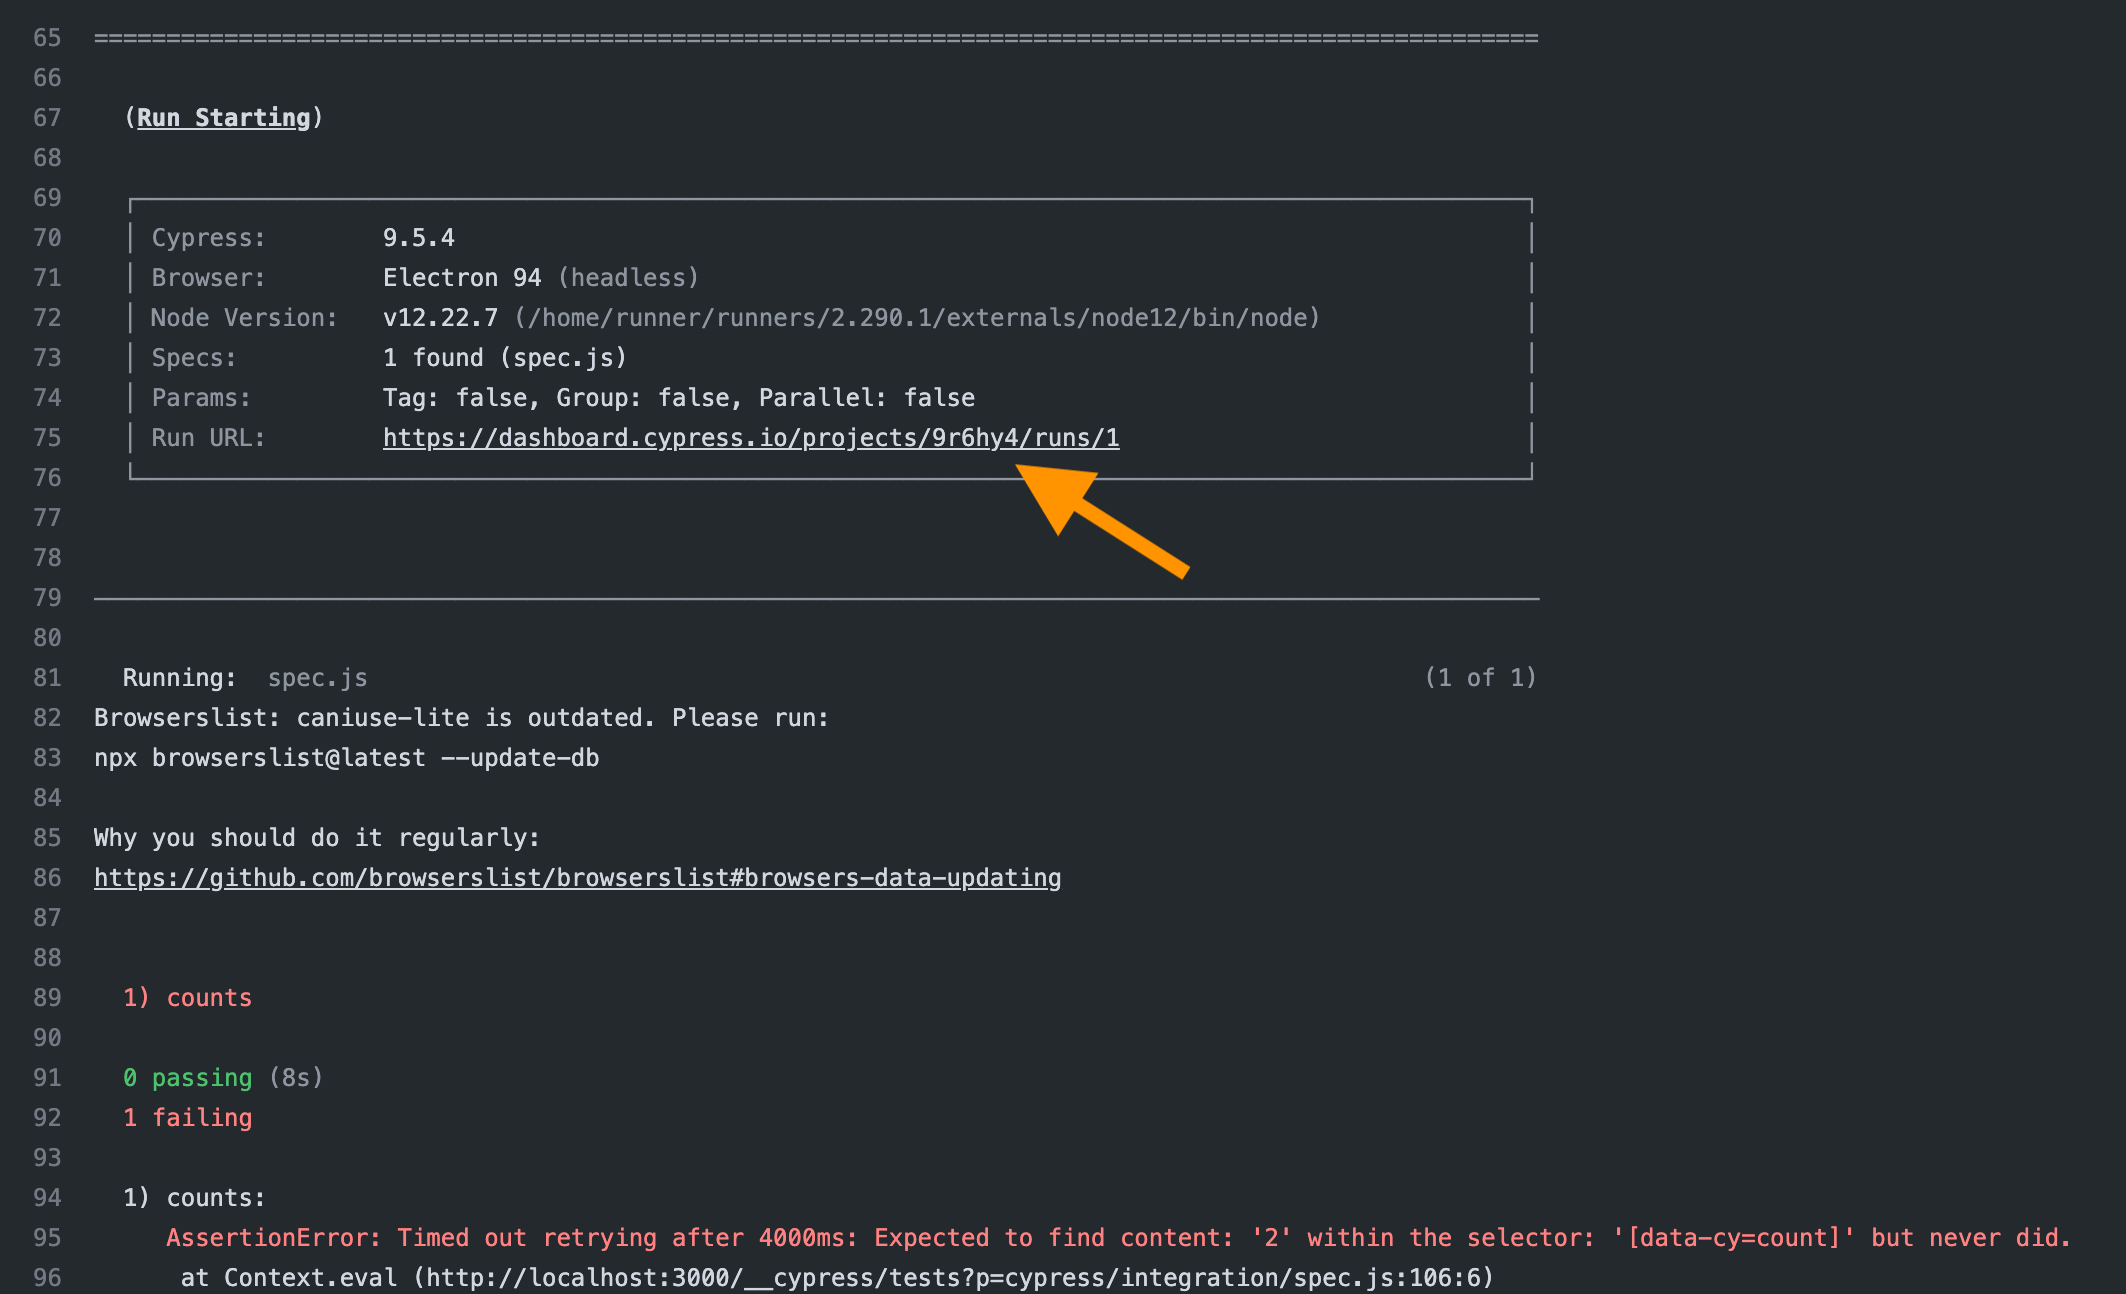 65 ====================================================================================================
66
67 (Run Starting)
68
69
70 Cypress: 9.5.4
71 Browser: Electron 94 (headless)
72 Node Version: v12.22.7 (/home/runner/runners/2.290.1/externals/node12/bin/node)
73 Specs: 1 found (spec.js)
74 Params: Tag: false, Group: false, Parallel: false
75 Run URL: https://dashboard.cypress.io/projects/9r6hy4/runs/1
76
77
78
79
80
81 Running: spec.js (1 of 1)
82 Browserslist: caniuse-lite is outdated. Please run:
83 npx browserslist@latest --update-db
84
85 Why you should do it regularly:
86 https://github.com/browserslist/browserslist#browsers-data-updating
87
88
89 1) counts
90
91 0 passing (8s)
92 1 failing
93
94 1) counts:
95 AssertionError: Timed out retrying after 4000ms: Expected to find content: '2' within the selector: '[data-cy=count]' but never did.
96 at Context.eval (http://localhost:3000/__cypress/tests?p=cypress/integration/spec.js:106:6)